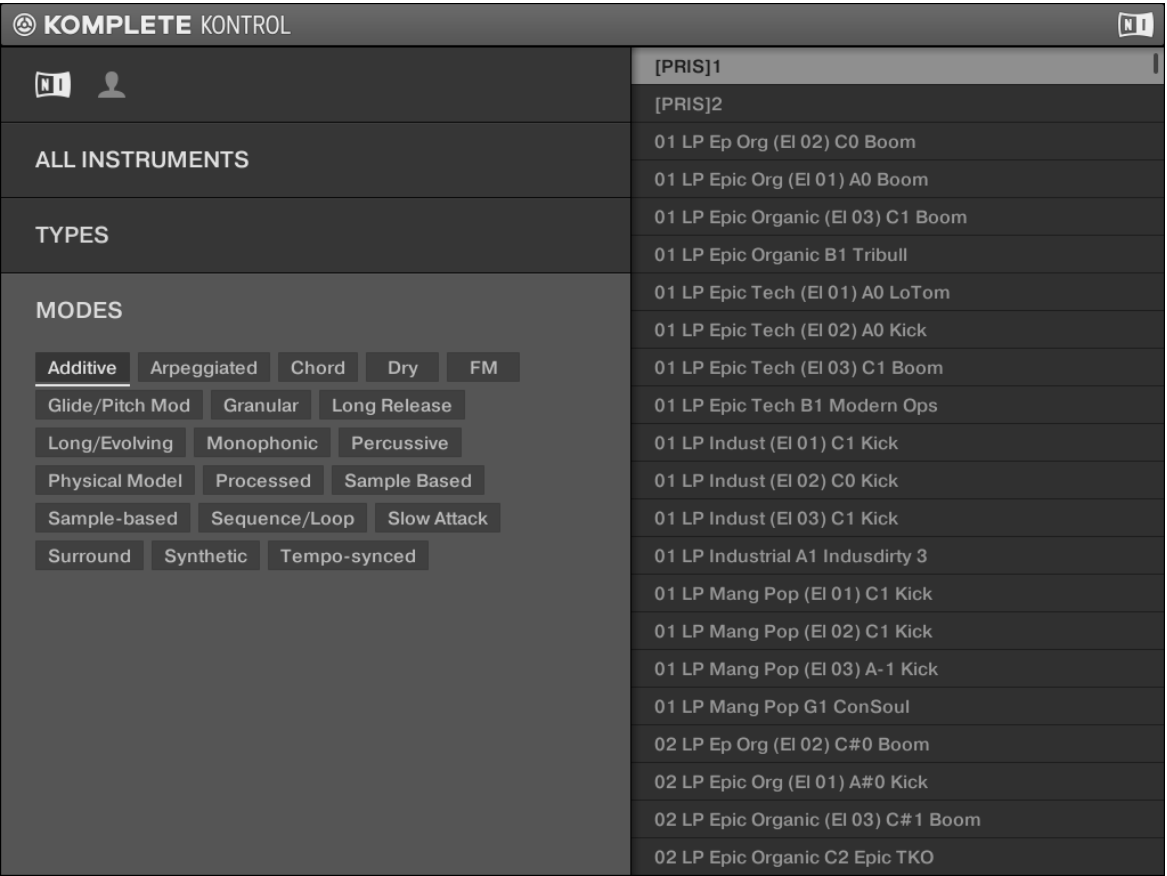 KOMPLETE KONTROL
NI
NI
ALL INSTRUMENTS
TYPES
MODES
Additive Arpeggiated Chord Dry FM
Glide/Pitch Mod Granular Long Release
Long/Evolving Monophonic Percussive
Physical Model Processed Sample Based
Sample-based Sequence/Loop Slow Attack
Surround Synthetic Tempo-synced
[PRIS]1
[PRIS]2
01 LP Ep Org (El 02) C0 Boom
01 LP Epic Org (El 01) A0 Boom
01 LP Epic Organic (El 03) C1 Boom
01 LP Epic Organic B1 Tribull
01 LP Epic Tech (El 01) A0 LoTom
01 LP Epic Tech (El 02) A0 Kick
01 LP Epic Tech (El 03) C1 Boom
01 LP Epic Tech B1 Modern Ops
01 LP Indust (El 01) C1 Kick
01 LP Indust (El 02) C0 Kick
01 LP Indust (El 03) C1 Kick
01 LP Industrial A1 Indusdirty 3
01 LP Mang Pop (El 01) C1 Kick
01 LP Mang Pop (El 02) C1 Kick
01 LP Mang Pop (El 03) A-1 Kick
01 LP Mang Pop G1 ConSoul
02 LP Ep Org (El 02) C#0 Boom
02 LP Epic Org (El 01) A#0 Kick
02 LP Epic Organic (El 03) C#1 Boom
02 LP Epic Organic C2 Epic TKO